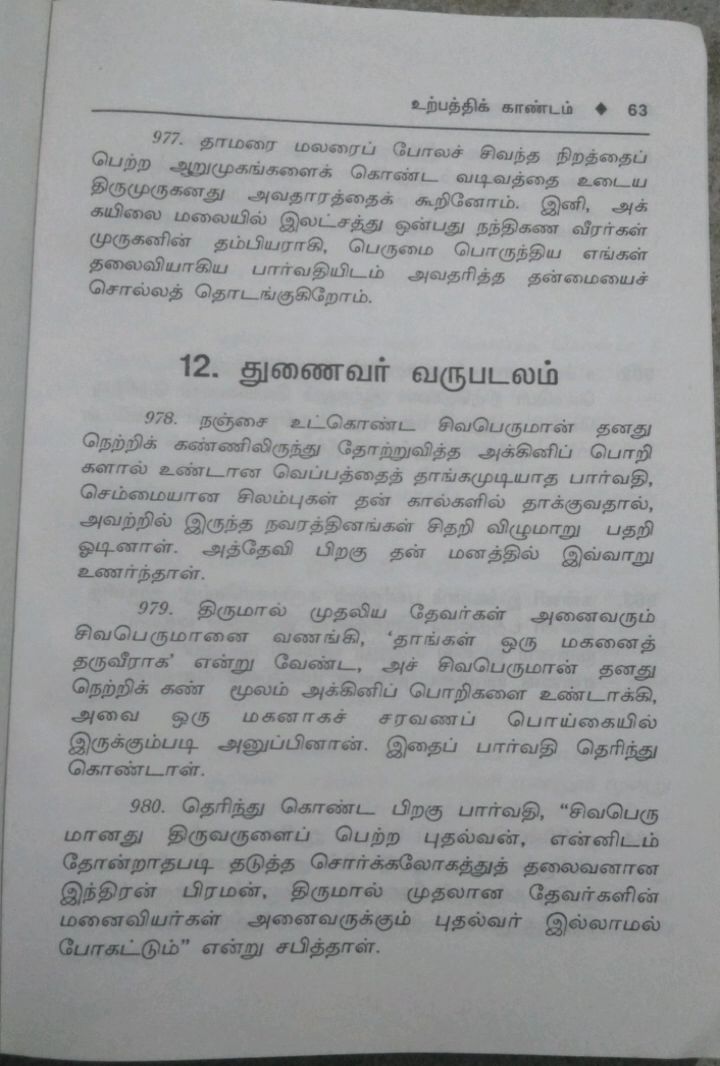 உற்பத்திக் காண்டம் ◆ 63
977. தாமரை மலரைப் போலச் சிவந்த நிறத்தைப்
பெற்ற ஆறுமுகங்களைக் கொண்ட வடிவத்தை உடைய
திருமுருகனது அவதாரத்தைக் கூறினோம். இனி, அக்
கயிலை மலையில் இலட்சத்து ஒன்பது நந்திகண வீரர்கள்
முருகனின் தம்பியராகி, பெருமை பொருந்திய எங்கள்
தலைவியாகிய பார்வதியிடம் அவதரித்த தன்மையைச்
சொல்லத் தொடங்குகிறோம்.
12. துணைவர் வருபடலம்
978. நஞ்சை உட்கொண்ட சிவபெருமான் தனது
நெற்றிக் கண்ணிலிருந்து தோற்றுவித்த அக்கினிப் பொறி
களால் உண்டான வெப்பத்தைத் தாங்கமுடியாத பார்வதி,
செம்மையான சிலம்புகள் தன் கால்களில் தாக்குவதால்,
அவற்றில் இருந்த நவரத்தினங்கள் சிதறி விழுமாறு பதறி
ஓடினாள். அத்தேவி பிறகு தன் மனத்தில் இவ்வாறு
உணர்ந்தாள்.
979. திருமால் முதலிய தேவர்கள் அனைவரும்
சிவபெருமானை வணங்கி, ‘தாங்கள் ஒரு மகனைத்
தருவீராக’ என்று வேண்ட, அச் சிவபெருமான் தனது
நெற்றிக் கண் மூலம் அக்கினிப் பொறிகளை உண்டாக்கி,
அவை ஒரு மகனாகச் சரவணப் பொய்கையில்
இருக்கும்படி அனுப்பினான். இதைப் பார்வதி தெரிந்து
கொண்டாள்.
980. தெரிந்து கொண்ட பிறகு பார்வதி, “சிவபெரு
மானது திருவருளைப் பெற்ற புதல்வன், என்னிடம்
தோன்றாதபடி தடுத்த சொர்க்கலோகத்துத் தலைவனான
இந்திரன் பிரமன், திருமால் முதலான தேவர்களின்
மனைவியர்கள் அனைவருக்கும் புதல்வர் இல்லாமல்
போகட்டும்” என்று சபித்தாள்.